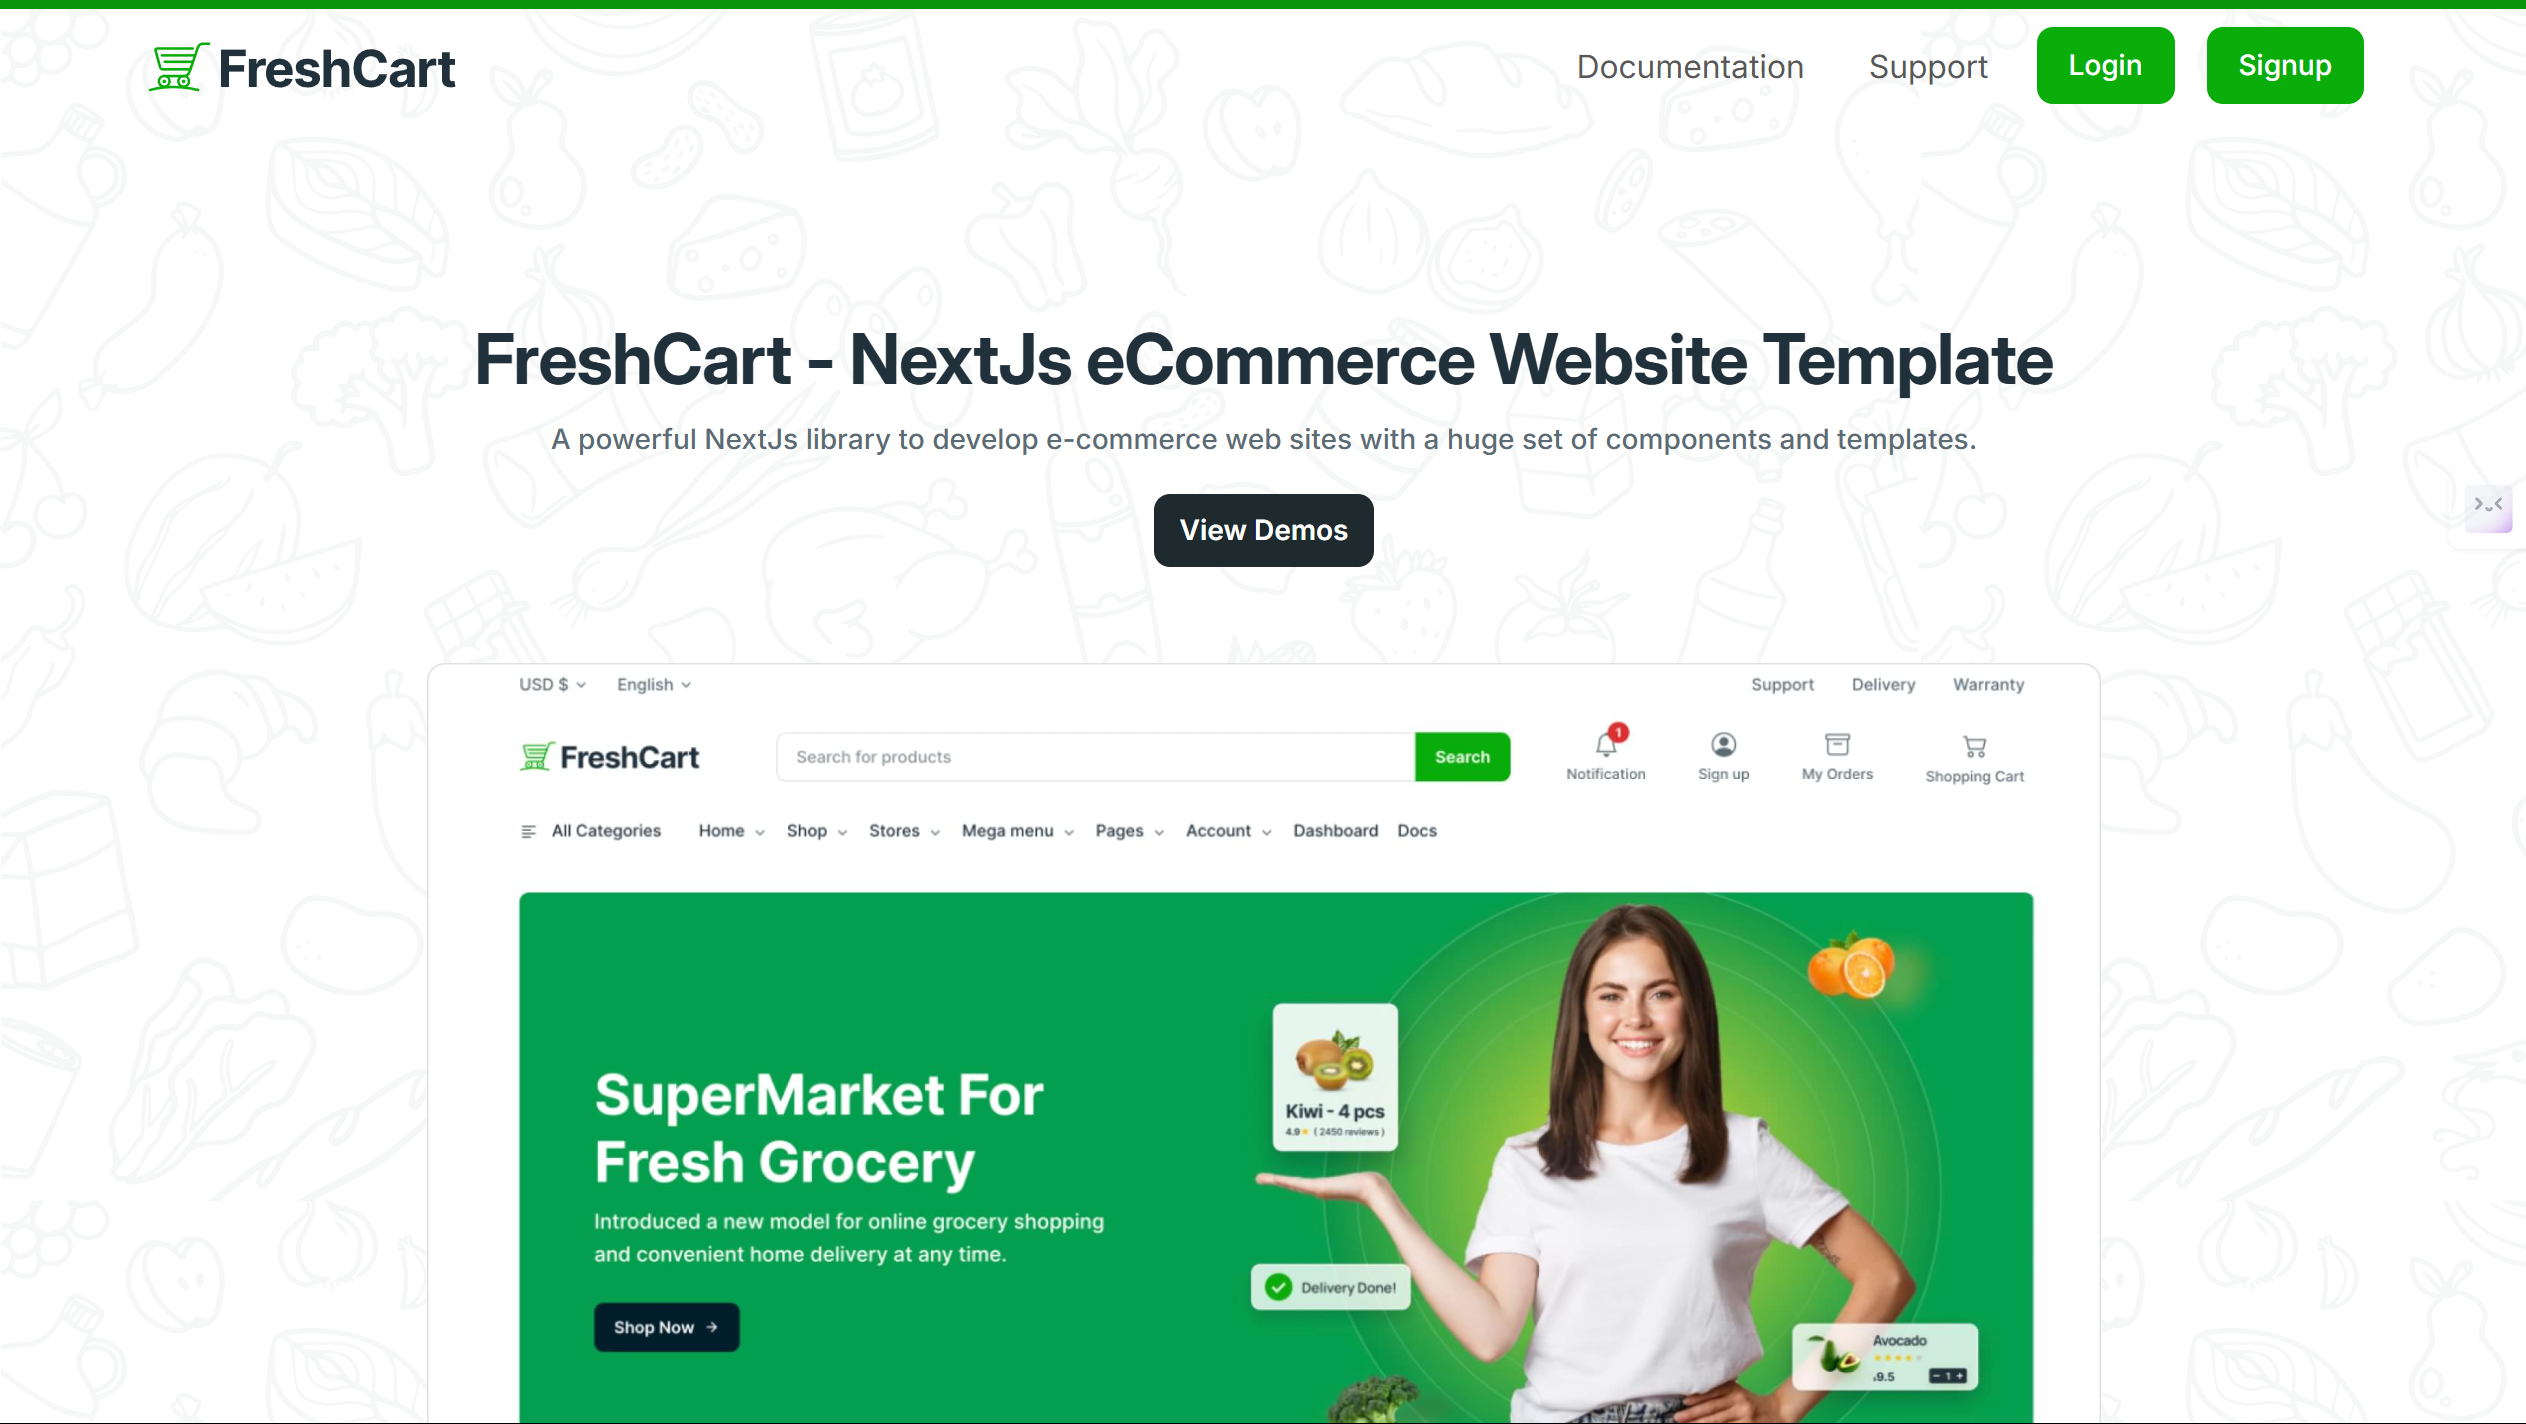 FreshCart
Documentation
Support
Login
Signup
FreshCart - NextJs eCommerce Website Template
A powerful NextJs library to develop e-commerce web sites with a huge set of components and templates.
View Demos
USD $
English
Support
Delivery
Warranty
FreshCart
Search for products
Search
1
Notification
Sign up
My Orders
Shopping Cart
All Categories
Home
Shop
Stores
Mega menu
Pages
Account
Dashboard
Docs
SuperMarket For
Fresh Grocery
Introduced a new model for online grocery shopping
and convenient home delivery at any time.
Shop Now
Kiwi - 4 pcs
4.9 ( 2450 reviews )
Delivery Done!
Avocado
9.5
- 1 +